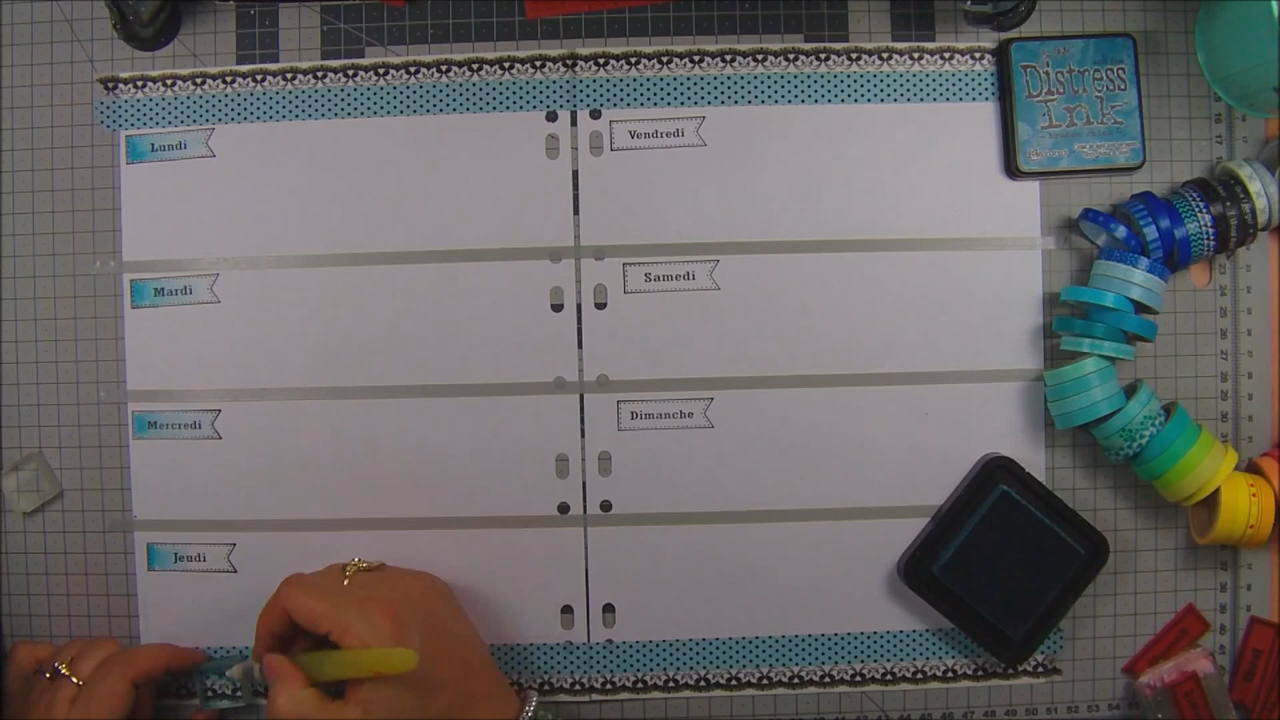 Lundi
Mardi
Mercredi
Jeudi
Vendredi
Samedi
Dimanche
Distress
Ink